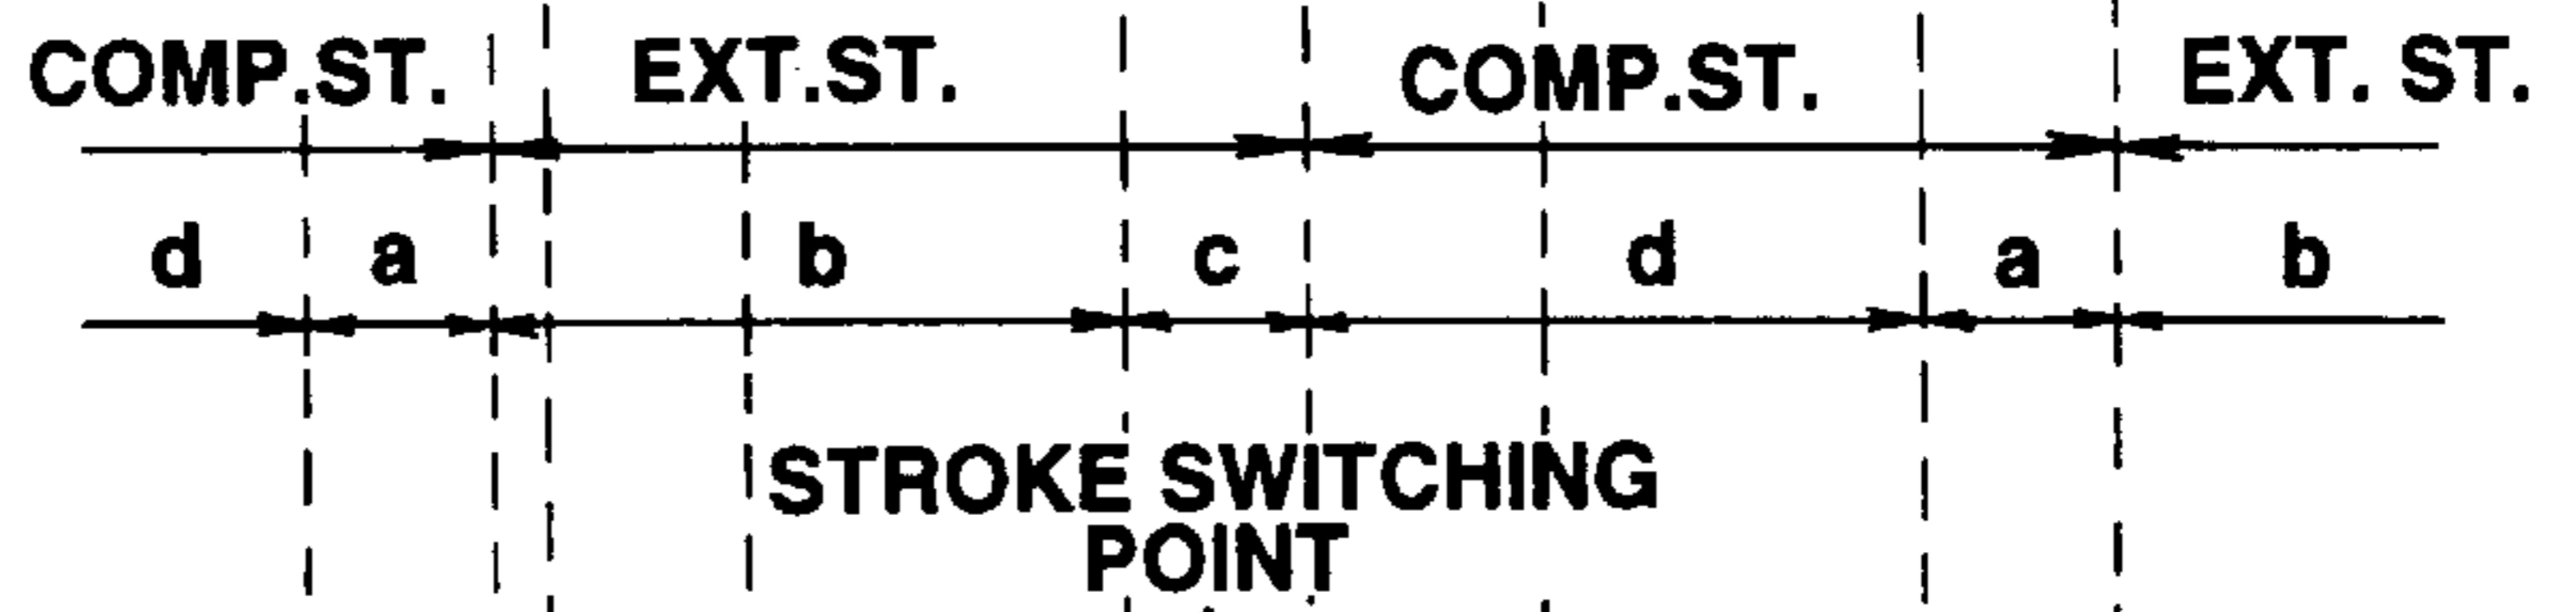 COMP.ST. EXT.ST. COMP.ST. EXT. ST.
d a b c d a b
STROKE SWITCHING
POINT